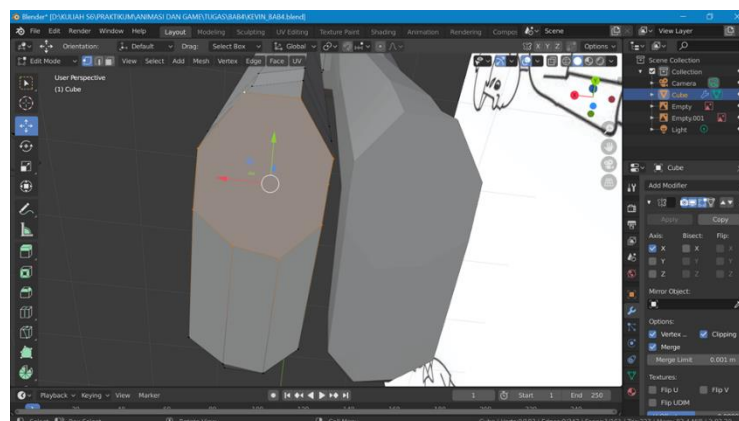 Blender* [D:\KULIAH S6\PRAKTIKUM\ANIMASI DAN GAME\TUGAS\BAB4\KEVIN_BAB4.blend]
File Edit Render Window Help Layout Modeling Sculpting UV Editing Texture Paint Shading Animation Rendering Compos Scene View Layer
Orientation: Default Drag: Select Box Global X Y Z Options
Edit Mode View Select Add Mesh Vertex Edge Face UV
User Perspective
(1) Cube
Scene Collection
Collection
Camera
Cube
Empty
Empty.001
Light
Cube
Add Modifier
Apply Copy
Axis: Bisect: Flip:
X X X
Y Y Y
Z Z Z
Mirror Object:
Options:
Vertex .. Clipping
Merge
Merge Limit 0.001 m
Textures:
Flip U Flip V
Flip UDIM
Playback Keying View Marker 1 Start 1 End 250